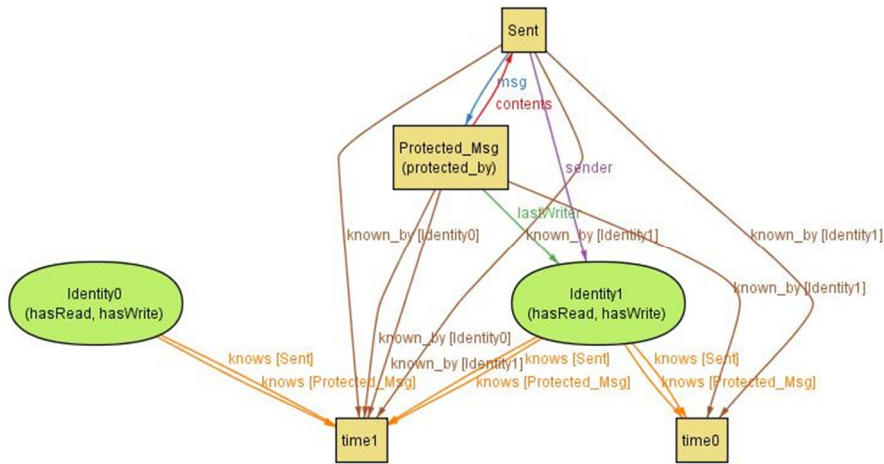 Sent
msg
contents
Protected_Msg
(protected_by)
sender
lastWriter
known_by [Identity0]
known_by [Identity1]
known_by [Identity1]
known_by [Identity1]
Identity0
(hasRead, hasWrite)
Identity1
(hasRead, hasWrite)
known_by [Identity0]
known_by [Identity1]
knows [Sent]
knows [Protected_Msg]
knows [Sent]
knows [Protected_Msg]
knows [Sent]
knows [Protected_Msg]
time1
time0